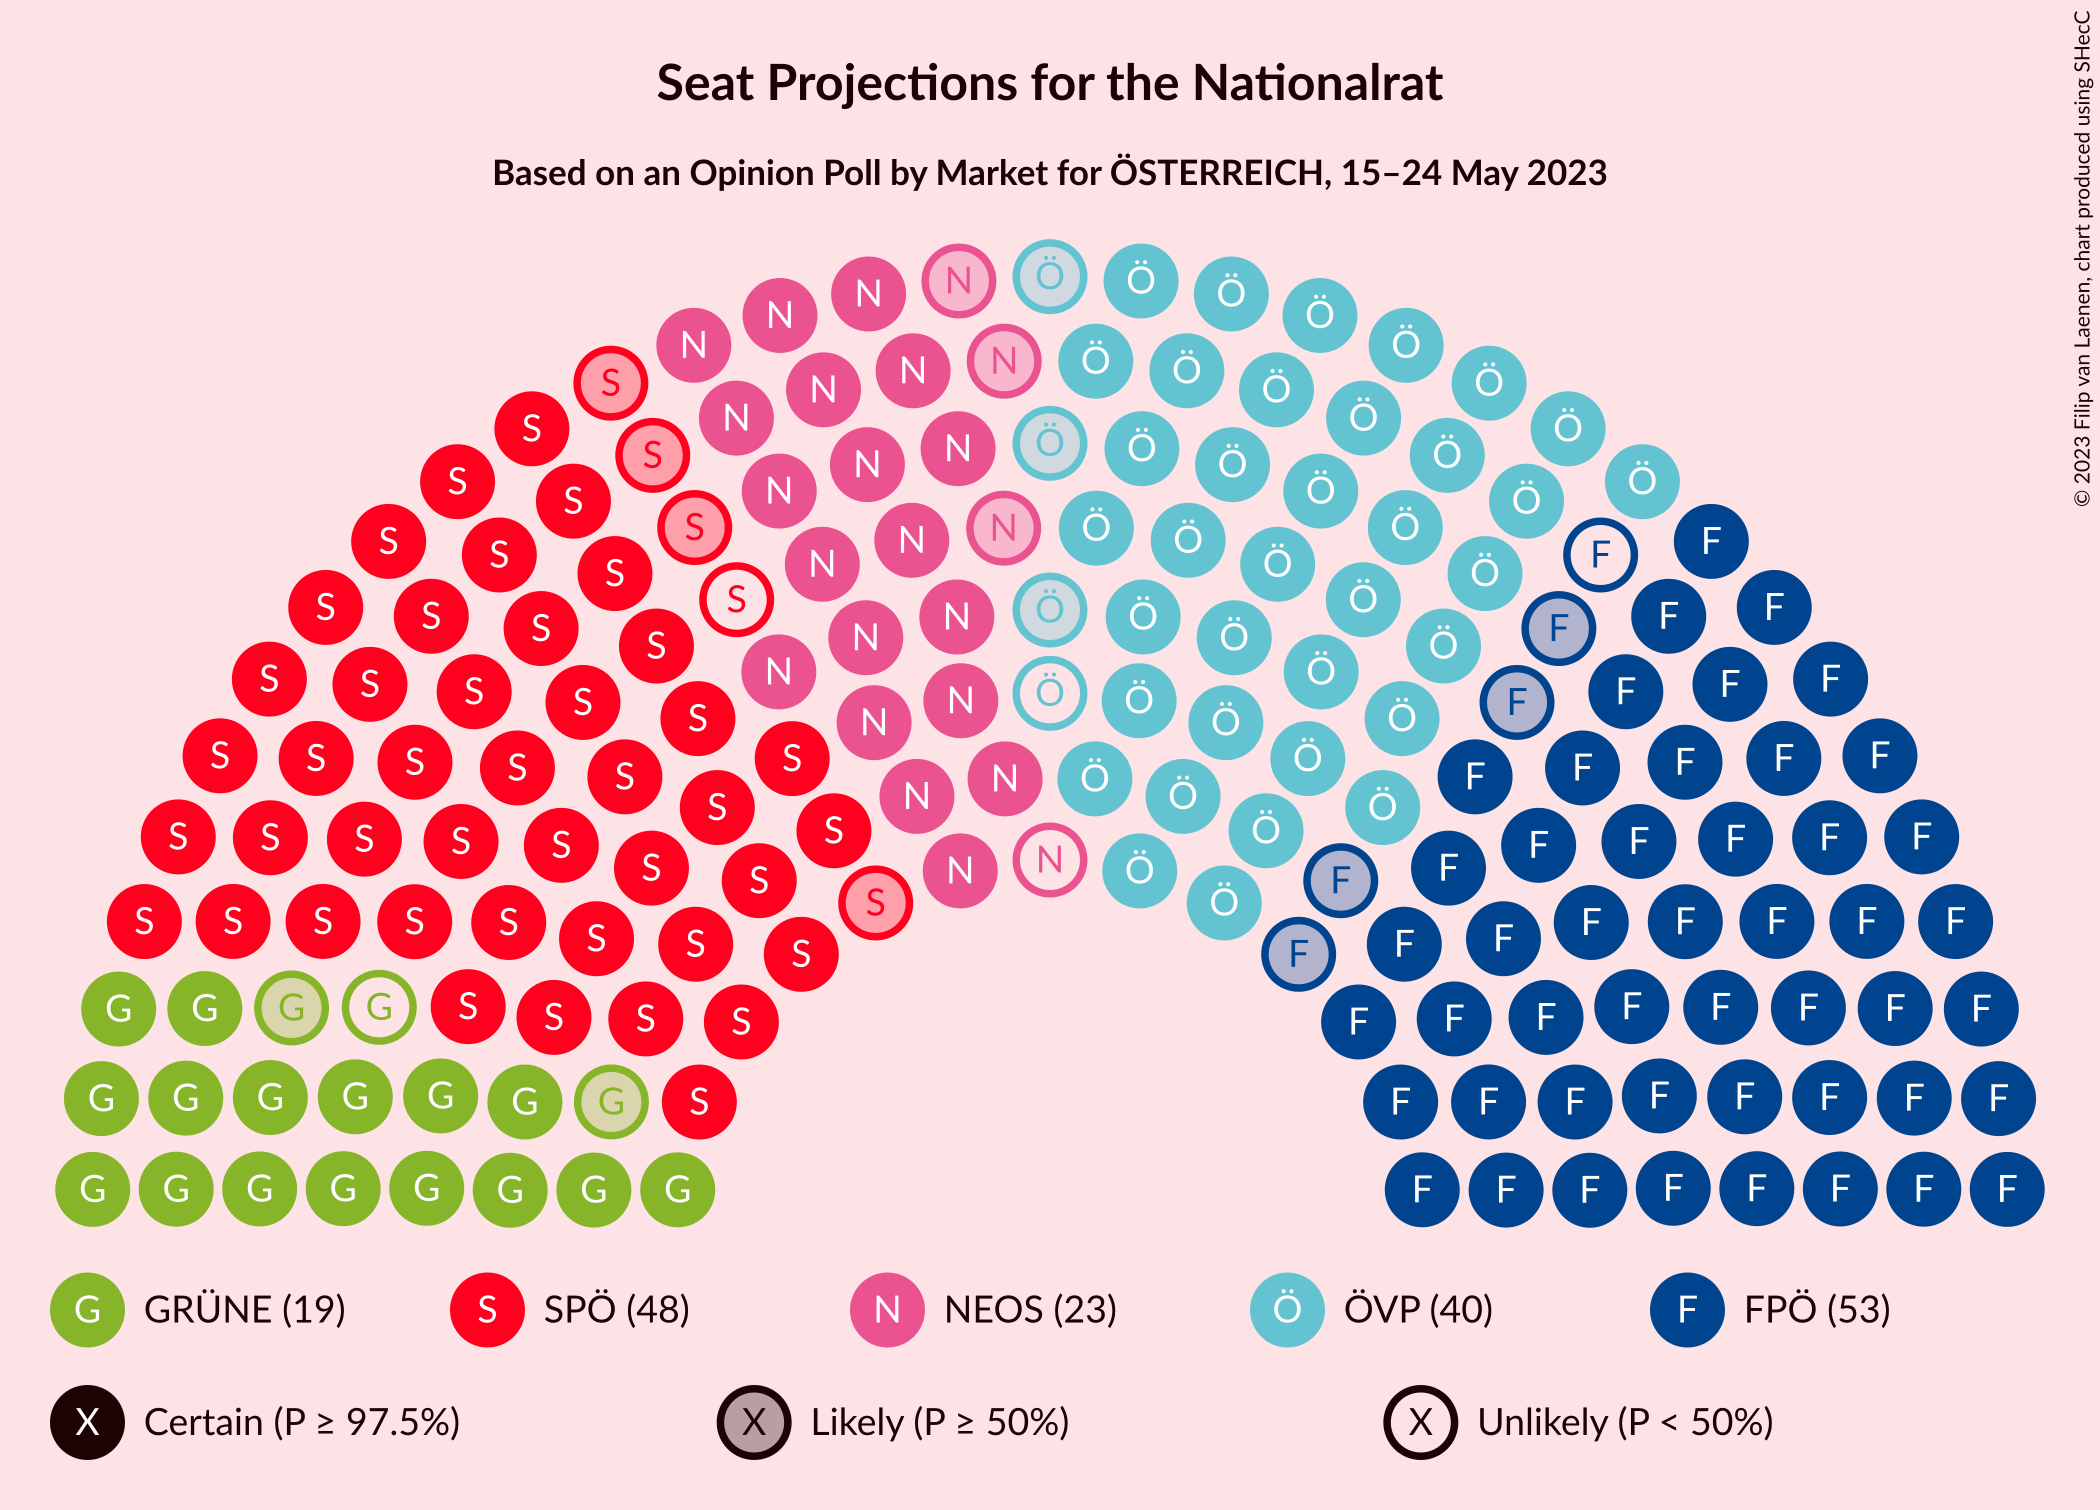 Seat Projections for the Nationalrat
Based on an Opinion Poll by Market for ÖSTERREICH, 15–24 May 2023
© 2023 Filip van Laenen, chart produced using SHecC
N Ö Ö
N Ö
N Ö
N Ö
S N Ö
S N N Ö Ö
S N Ö
S N Ö Ö
S N Ö
S N Ö Ö
S N N Ö Ö
S N Ö Ö
S S N N Ö Ö F
S N Ö F
S S N Ö Ö F
S S N Ö Ö F F
S S N Ö Ö F F
S S N Ö Ö F
S S S N Ö Ö F F F
S S N Ö F F
S S N Ö Ö F F
S S S S N Ö Ö F F F F
S S S N N Ö Ö F F
S S N Ö Ö F
S S S S S Ö F F F F
S S N N Ö F
S S S Ö F F
S S S S S N Ö F F F F F
S S S F F F
S S S S F F F F
G G G G S S S S F F F F F F F F
G G G G G G G S F F F F F F F F
G G G G G G G G F F F F F F F F
G GRÜNE (19) S SPÖ (48) N NEOS (23) Ö ÖVP (40) F FPÖ (53)
X Certain (P ≥ 97.5%) X Likely (P ≥ 50%) X Unlikely (P < 50%)